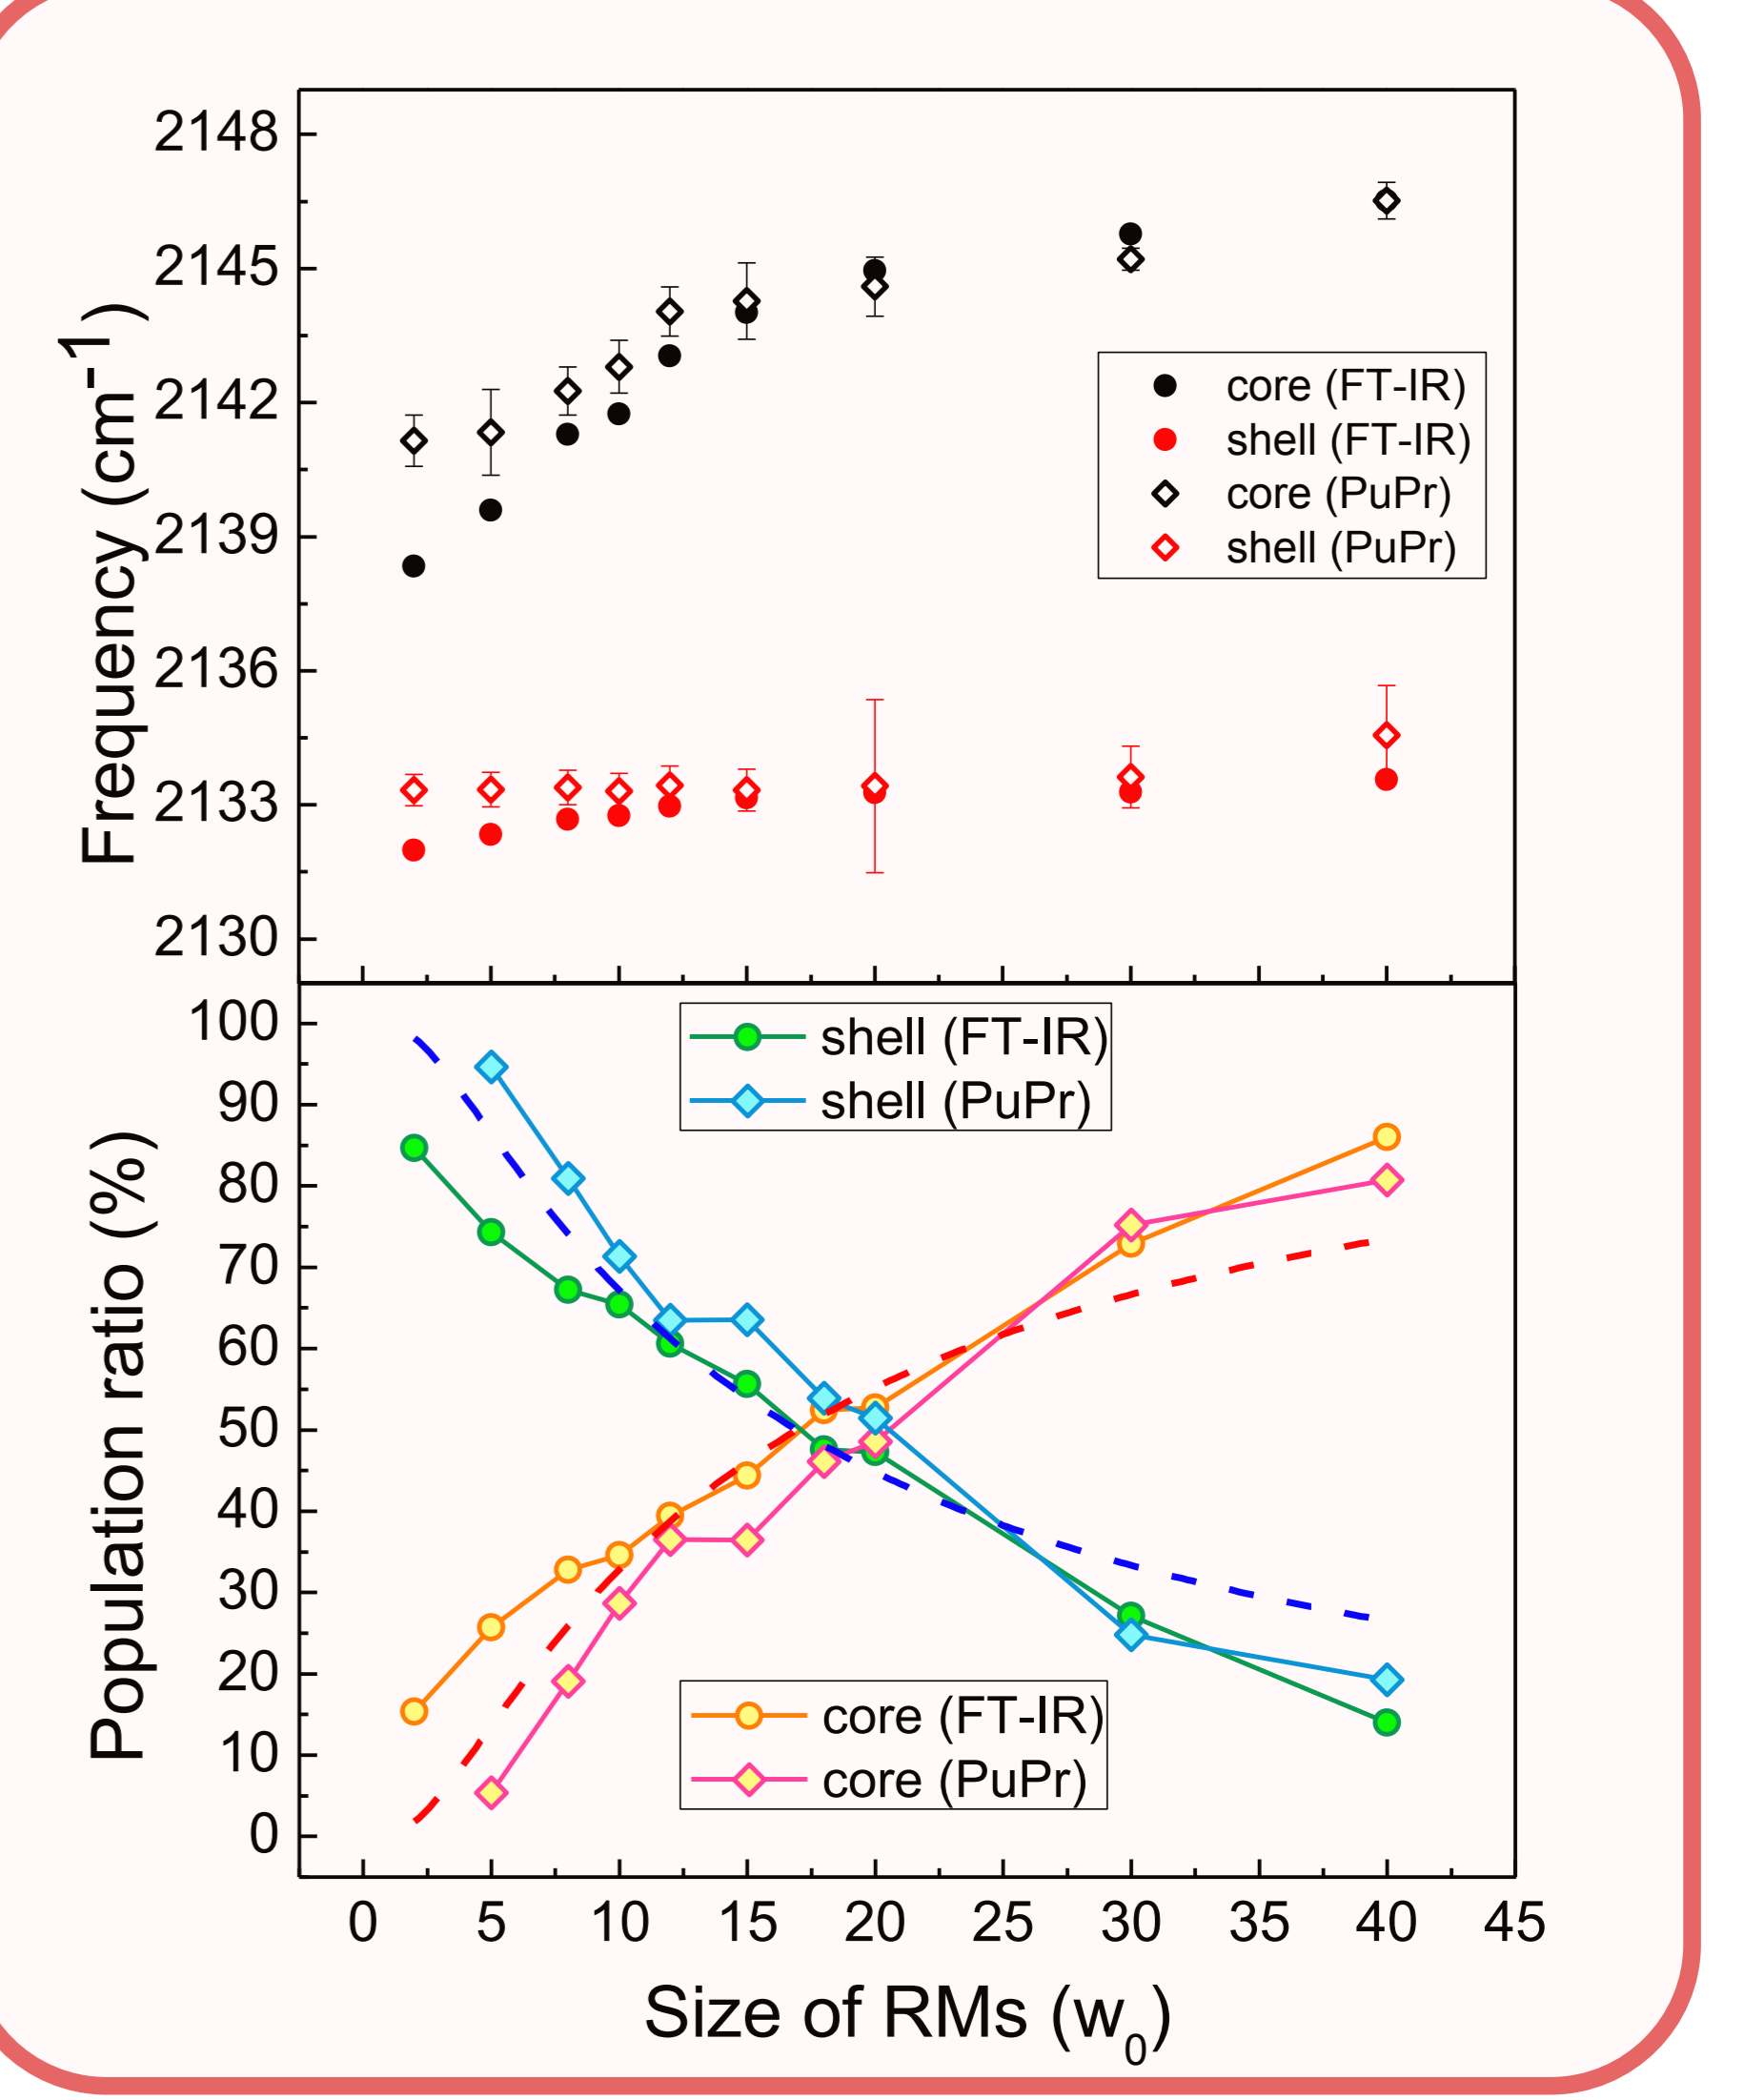 2148
2145
2142
2139
2136
2133
2130
Frequency (cm-1)
core (FT-IR)
shell (FT-IR)
core (PuPr)
shell (PuPr)
100
90
80
70
60
50
40
30
20
10
0
Population ratio (%)
shell (FT-IR)
shell (PuPr)
core (FT-IR)
core (PuPr)
0 5 10 15 20 25 30 35 40 45
Size of RMs (w0)